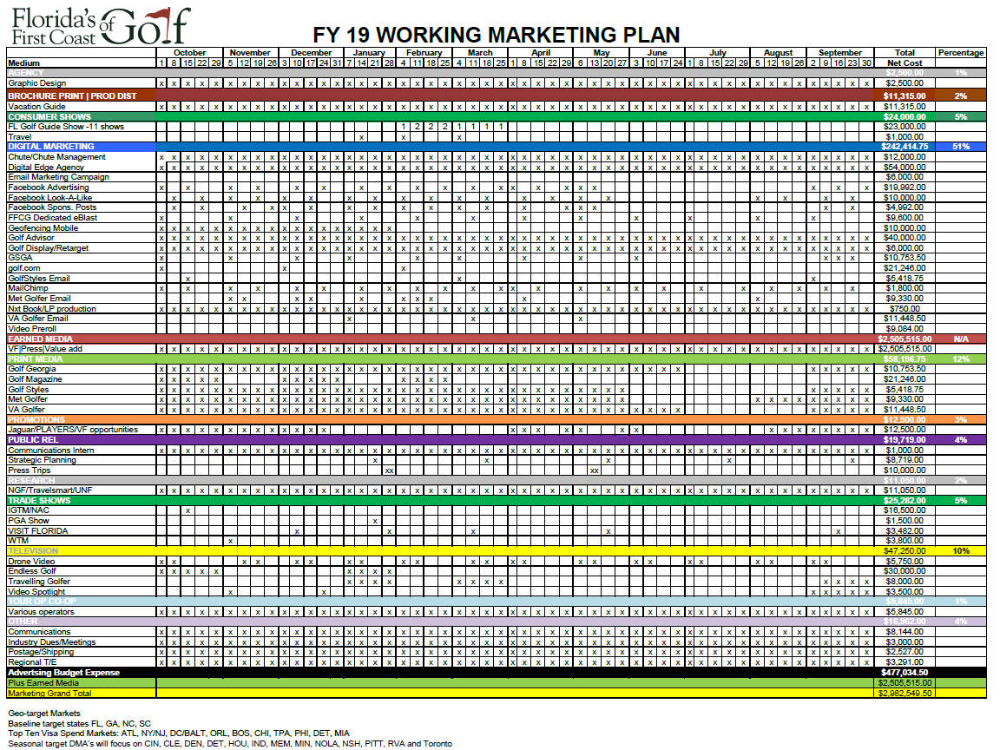 Florida's
First Coast of Golf
FY 19 WORKING MARKETING PLAN
October November December January February March April May June July August September Total Percentage
Medium 1 8 15 22 29 5 12 19 26 3 10 17 24 31 7 14 21 28 4 11 18 25 4 11 18 25 1 8 15 22 29 6 13 20 27 3 10 17 24 1 8 15 22 29 5 12 19 26 2 9 16 23 30 Net Cost
AGENCY $2,500.00 1%
Graphic Design x x x x x x x x x x x x x x x x x x x x x x x x x x x x x x x x x x x x x x x x x x x x x x x x x x x x x $2,500.00
BROCHURE PRINT | PROD DIST $11,315.00 2%
Vacation Guide x x x x x x x x x x x x x x x x x x x x x x x x x x x x x x x x x x x x x x x x x x x x x x x x x x x x x $11,315.00
CONSUMER SHOWS $24,000.00 5%
FL Golf Guide Show -11 shows 1 2 2 2 1 1 1 1 $23,000.00
Travel x x x $1,000.00
DIGITAL MARKETING $242,414.75 51%
Chute/Chute Management x x x x x x x x x x x x x x x x x x x x x x x x x x x x x x x x x x x x x x x x x x x x x x x x x x x x x $12,000.00
Digital Edge Agency x x x x x x x x x x x x x x x x x x x x x x x x x x x x x x x x x x x x x x x x x x x x x x x x x x x x x $54,000.00
Email Marketing Campaign $6,000.00
Facebook Advertising x x x x x x x x x x x x x x x x x x x x $19,992.00
Facebook Look-A-Like x x x x x x x x x x x x x x x x x x x x $10,000.00
Facebook Spons. Posts x x x x x x x x x x x x x x x x x x $4,992.00
FFCG Dedicated eBlast x x x x x x x x x x x x $9,600.00
Geofencing Mobile x x x x x x x x x x x x x x x x x x $10,000.00
Golf Advisor x x x x x x x x x x x x x x x x x x x x x x x x x x x x x x x x x x x x x x x x x x x x x x x x x x x x x $40,000.00
Golf Display/Retarget x x x x x x x x x x x x x x x x x x x x x x x x x x x x x x x x x x x x x x x x x x x x x x x x x x x x x $6,000.00
GSGA x x x x x x x x x x x x $10,753.50
golf.com x x x $21,246.00
GolfStyles Email x x x $5,418.75
MailChimp x x x x x x x x x x x x x x x x x x x x x x x x $1,800.00
Met Golfer Email x x x x x x x x x x $9,330.00
Nxt Book/LP production x x x x x x x x x x x x x x x x x x x x x x x x x x x x x x x x x x x x x x x x x x x x x x x x x x x x x $750.00
VA Golfer Email x x x $11,448.50
Video Preroll $9,084.00
EARNED MEDIA $2,505,515.00 N/A
VF|Press|Value add x x x x x x x x x x x x x x x x x x x x x x x x x x x x x x x x x x x x x x x x x x x x x x x x x x x x x $2,505,515.00
PRINT MEDIA $58,196.75 12%
Golf Georgia x x x x x x x x x x x x x x x x x x x x x x x x x x x x x x x x x x x x x x x x x x x x $10,753.50
Golf Magazine x x x x x x x x x x x x x x $21,246.00
Golf Styles x x x x x x x x x x x x x x x x x x x x x x x x x x x x x x x x x x x x x x x x $5,418.75
Met Golfer x x x x x x x x x x x x x x x x x x x x x x x x x x x x x x x x x x x x x x x x x x x x $9,330.00
VA Golfer x x x x x x x x x x x x x x x x x x x x x x x x x x x x x x x x x x x x x x x x x x x x $11,448.50
PROMOTIONS $12,500.00 3%
Jaguar/PLAYERS/VF opportunities x x x x x x x x x x x x x x x x x x x x x x x x x x x x $12,500.00
PUBLIC REL $19,719.00 4%
Communications Intern x x x x x x x x x x x x x x x x x x x x x x x x x x x x x x x x x x x x x x x x x x x x x x x x x x x x x $1,000.00
Strategic Planning x x x x x $8,719.00
Press Trips xx xx $10,000.00
RESEARCH $11,050.00 2%
NGF/Travelsmart/UNF x x x x x x x x x x x x x x x x x x x x x x x x x x x x x x x x x x x x x x x x x x x x x x x x x x x x x $11,050.00
TRADE SHOWS $25,282.00 5%
IGTM/NAC x $16,500.00
PGA Show x $1,500.00
VISIT FLORIDA x x x x x $3,482.00
WTM x $3,800.00
TELEVISION $47,250.00 10%
Drone Video x x x x x x x x x x x x x x x x x x x x x x x x $5,750.00
Endless Golf x x x x x x x x x $30,000.00
Travelling Golfer x x x x x x x x x x x x $8,000.00
Video Spotlight x x x x x x x $3,500.00
TOUR OP CO-OP $5,845.00 1%
Various operators x x x x x x x x x x x x x x x x x x x x x x x x x x x x x x x x x x x x x x x x x x x x x x x x x x x x x $5,845.00
OTHER $16,962.00 4%
Communications x x x x x x x x x x x x x x x x x x x x x x x x x x x x x x x x x x x x x x x x x x x x x x x x x x x x x $8,144.00
Industry Dues/Meetings x x x x x x x x x x x x x x x x x x x x x x x x x x x x x x x x x x x x x x x x x x x x x x x x x x x x x $3,000.00
Postage/Shipping x x x x x x x x x x x x x x x x x x x x x x x x x x x x x x x x x x x x x x x x x x x x x x x x x x x x x $2,527.00
Regional T/E x x x x x x x x x x x x x x x x x x x x x x x x x x x x x x x x x x x x x x x x x x x x x x x x x x x x x $3,291.00
Advertsing Budget Expense $477,034.50
Plus Earned Media $2,505,515.00
Marketing Grand Total $2,982,549.50
Geo-target Markets
Baseline target states FL, GA, NC, SC
Top Ten Visa Spend Markets: ATL, NY/NJ, DC/BALT, ORL, BOS, CHI, TPA, PHI, DET, MIA
Seasonal target DMA's will focus on CIN, CLE, DEN, DET, HOU, IND, MEM, MIN, NOLA, NSH, PITT, RVA and Toronto